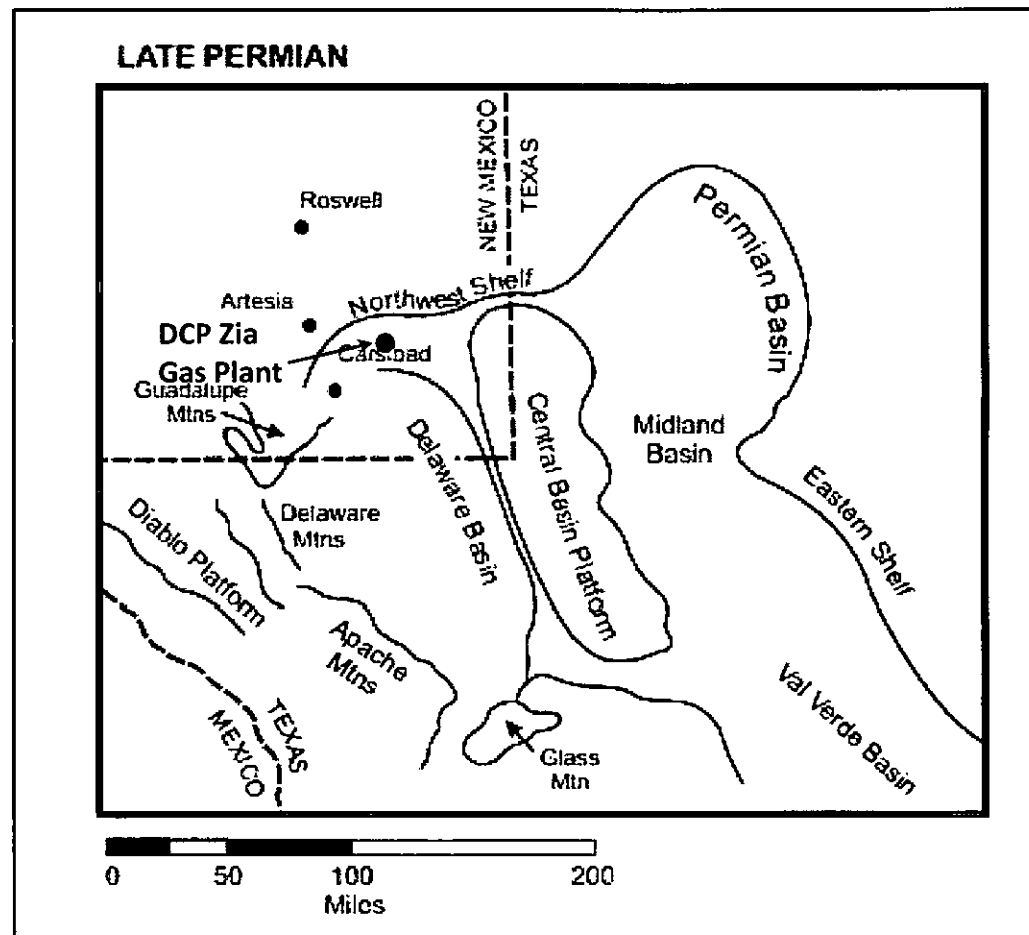 LATE PERMIAN
NEW MEXICO
TEXAS
Roswell
Permian Basin
Northwest Shelf
Artesia
DCP Zia
Gas Plant
Carlsbad
Guadalupe
Mtns
Delaware Basin
Central Basin Platform
Midland
Basin
Eastern Shelf
Delaware
Mtns
Diablo Platform
Apache
Mtns
TEXAS
MEXICO
Glass
Mtn
Val Verde Basin
0
50
100
200
Miles